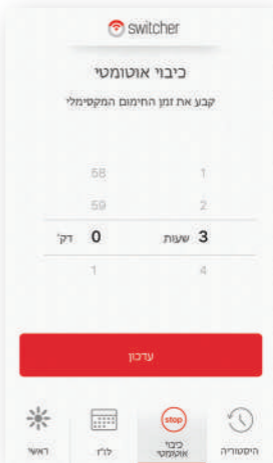 switcher
כיבוי אוטומטי
קבע את זמן החימום המקסימלי
1 58
2 59
3 שעות 0 דק'
4 1
עדכון
היסטוריה כיבוי אוטומטי לו"ז ראשי
stop